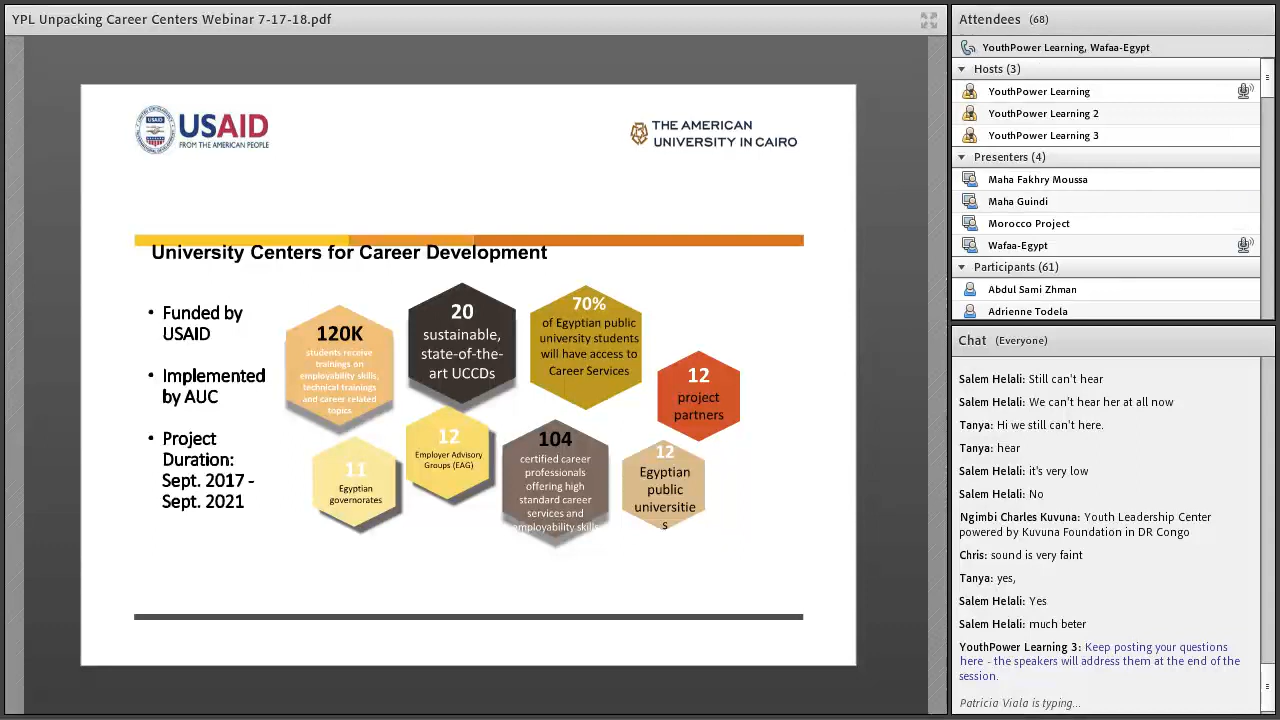 YPL Unpacking Career Centers Webinar 7-17-18.pdf
USAID
FROM THE AMERICAN PEOPLE
THE AMERICAN
UNIVERSITY IN CAIRO
University Centers for Career Development
• Funded by
USAID
• Implemented
by AUC
• Project
Duration:
Sept. 2017 -
Sept. 2021
120K
students receive
trainings on
employability skills,
technical trainings
and career related
topics
20
sustainable,
state-of-the-
art UCCDs
70%
of Egyptian public
university students
will have access to
Career Services
12
project
partners
11
Egyptian
governorates
12
Employer Advisory
Groups (EAG)
104
certified career
professionals
offering high
standard career
services and
employability skills
12
Egyptian
public
universitie
s
Attendees (68)
YouthPower Learning, Wafaa-Egypt
Hosts (3)
YouthPower Learning
YouthPower Learning 2
YouthPower Learning 3
Presenters (4)
Maha Fakhry Moussa
Maha Guindi
Morocco Project
Wafaa-Egypt
Participants (61)
Abdul Sami Zhman
Adrienne Todela
Chat (Everyone)
Salem Helali: Still can't hear
Salem Helali: We can't hear her at all now
Tanya: Hi we still can't here.
Tanya: hear
Salem Helali: it's very low
Salem Helali: No
Ngimbi Charles Kuvuna: Youth Leadership Center
powered by Kuvuna Foundation in DR Congo
Chris: sound is very faint
Tanya: yes,
Salem Helali: Yes
Salem Helali: much beter
YouthPower Learning 3: Keep posting your questions
here - the speakers will address them at the end of the
session.
Patricia Viala is typing...